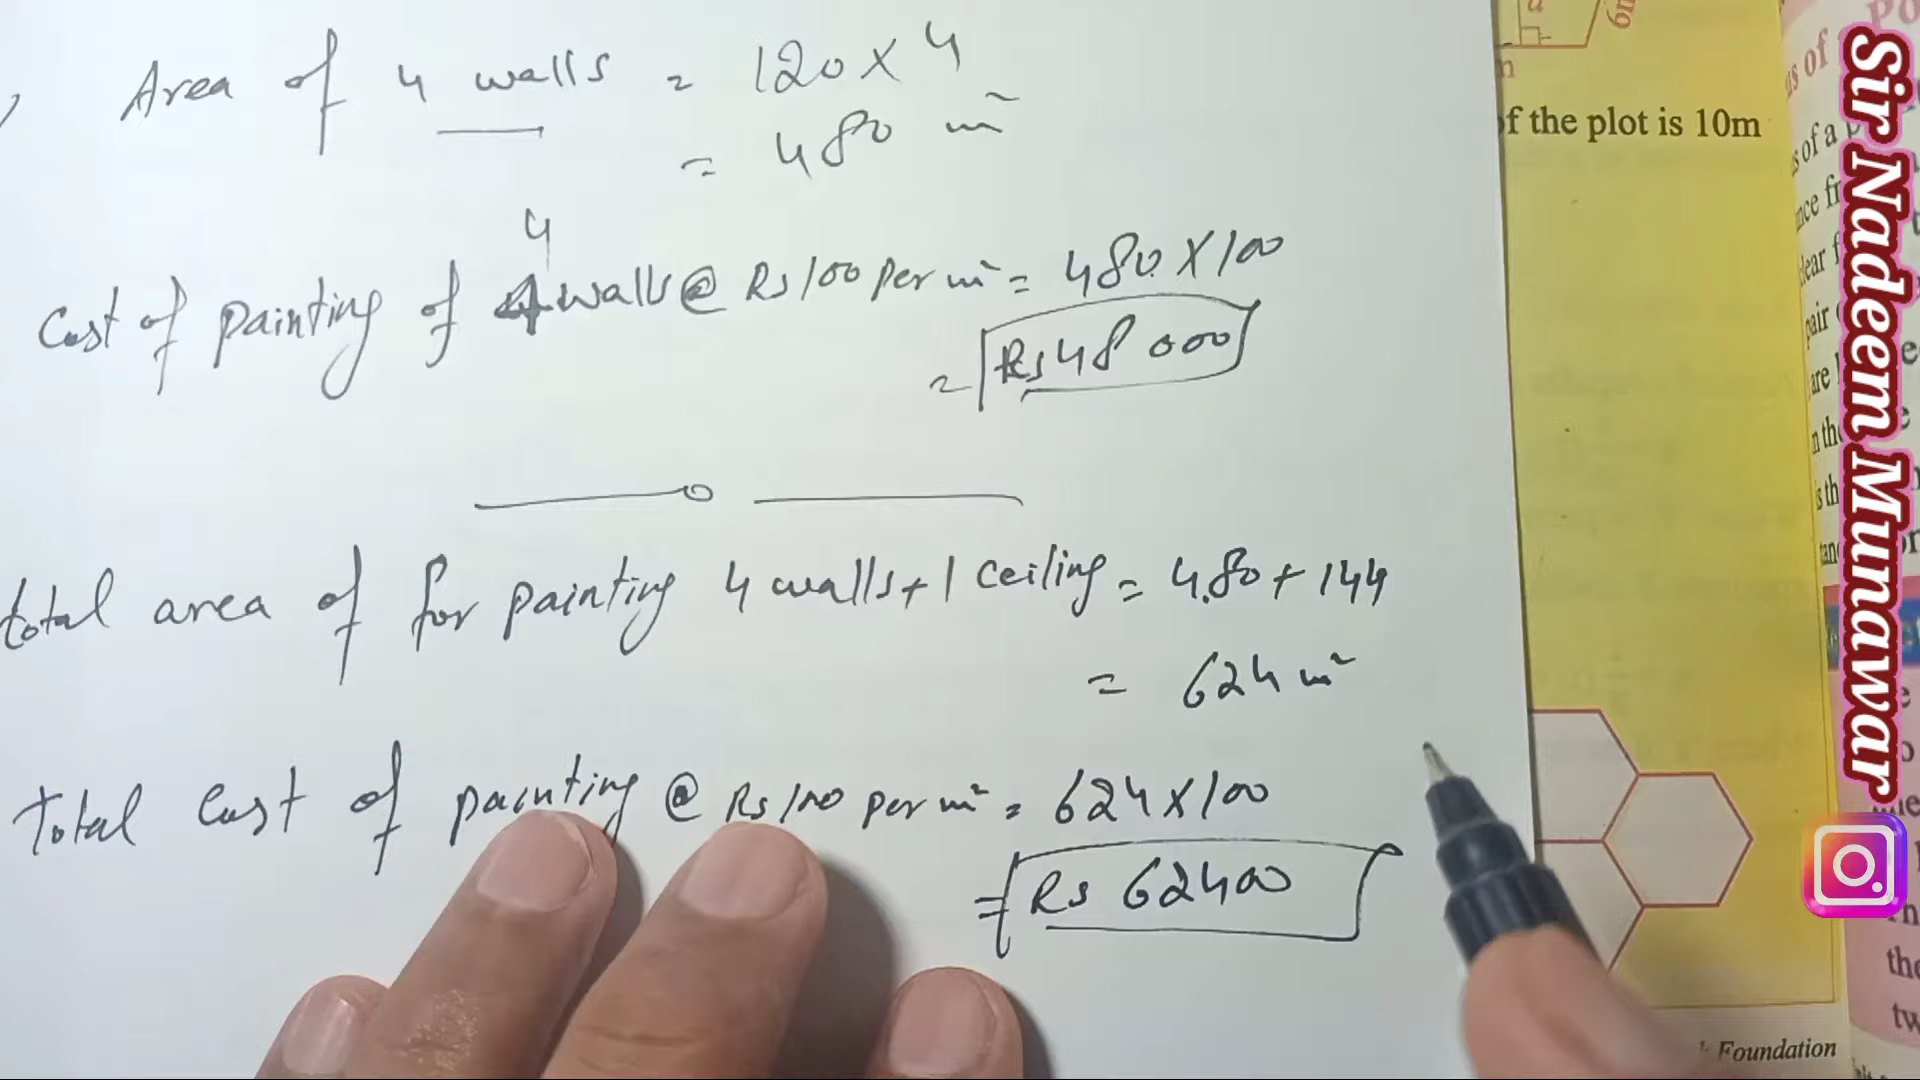 Area of 4 walls = 120 X 4
= 480 m²
4
Cost of painting of 4 walls @ Rs 100 per m² = 480 X 100
= Rs 48 000
total area of for painting 4 walls + 1 ceiling = 480 + 144
= 624 m²
Total Cost of painting @ Rs 100 per m² = 624 X 100
= Rs 62400
f the plot is 10m
Foundation
Sir Nadeem Munawar